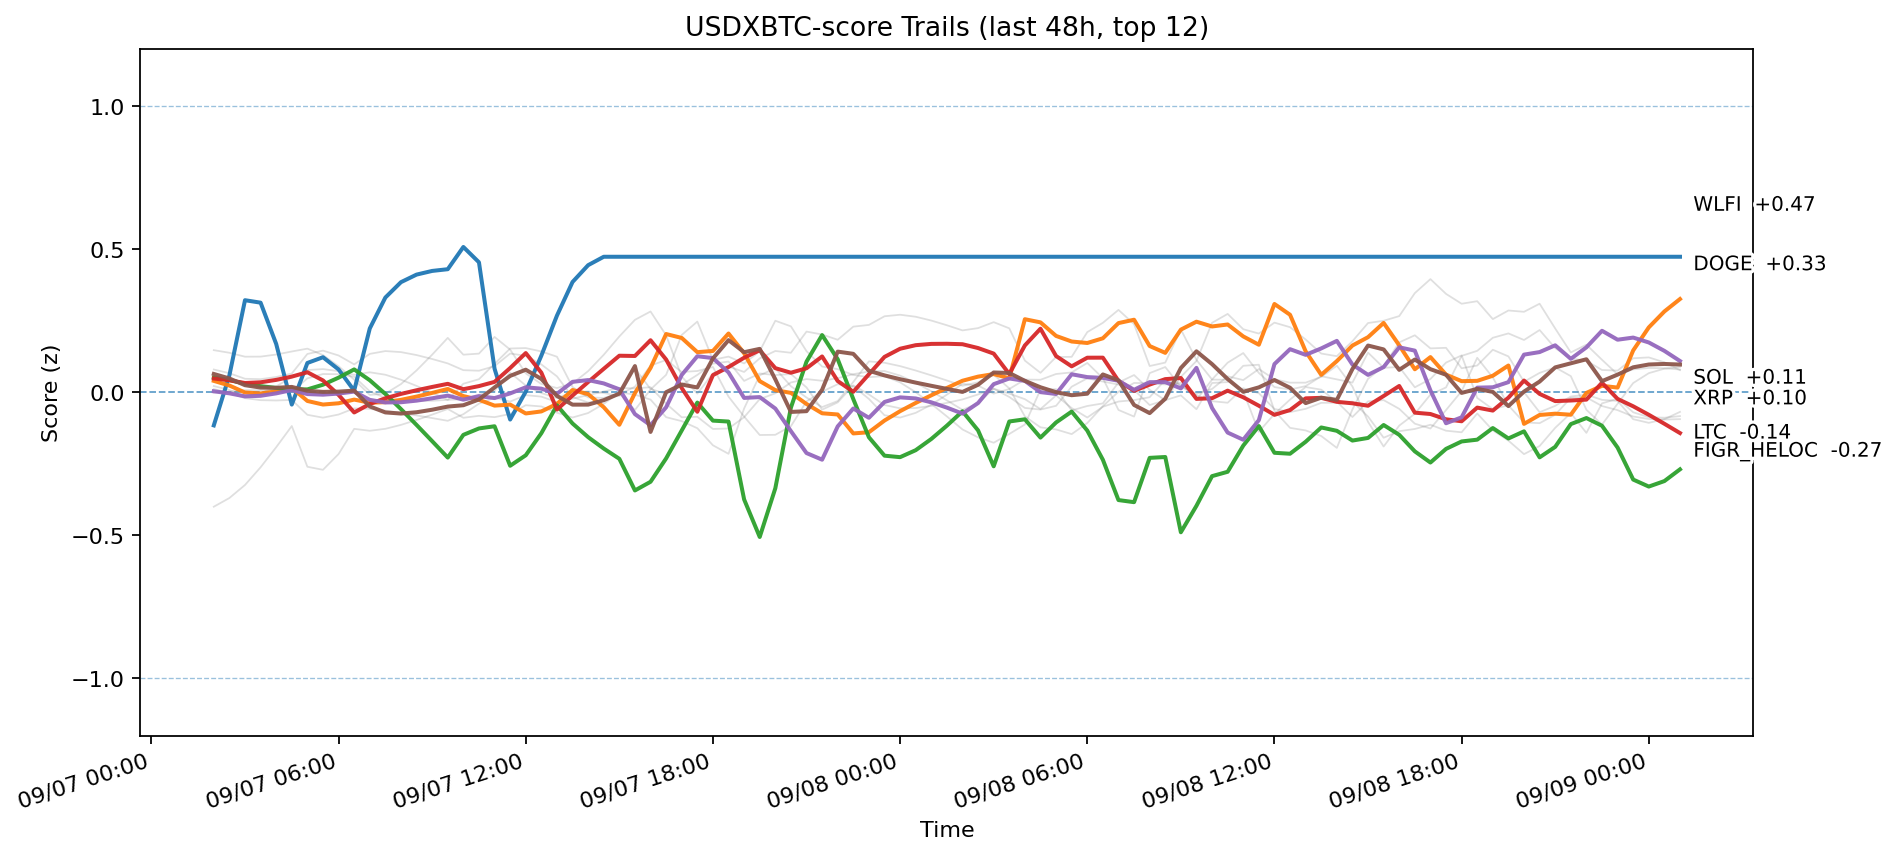 USDXBTC-score Trails (last 48h, top 12)
1.0
0.5
0.0
−0.5
−1.0
Score (z)
WLFI +0.47
DOGE +0.33
SOL +0.11
XRP +0.10
LTC -0.14
FIGR_HELOC -0.27
09/07 00:00
09/07 06:00
09/07 12:00
09/07 18:00
09/08 00:00
09/08 06:00
09/08 12:00
09/08 18:00
09/09 00:00
Time